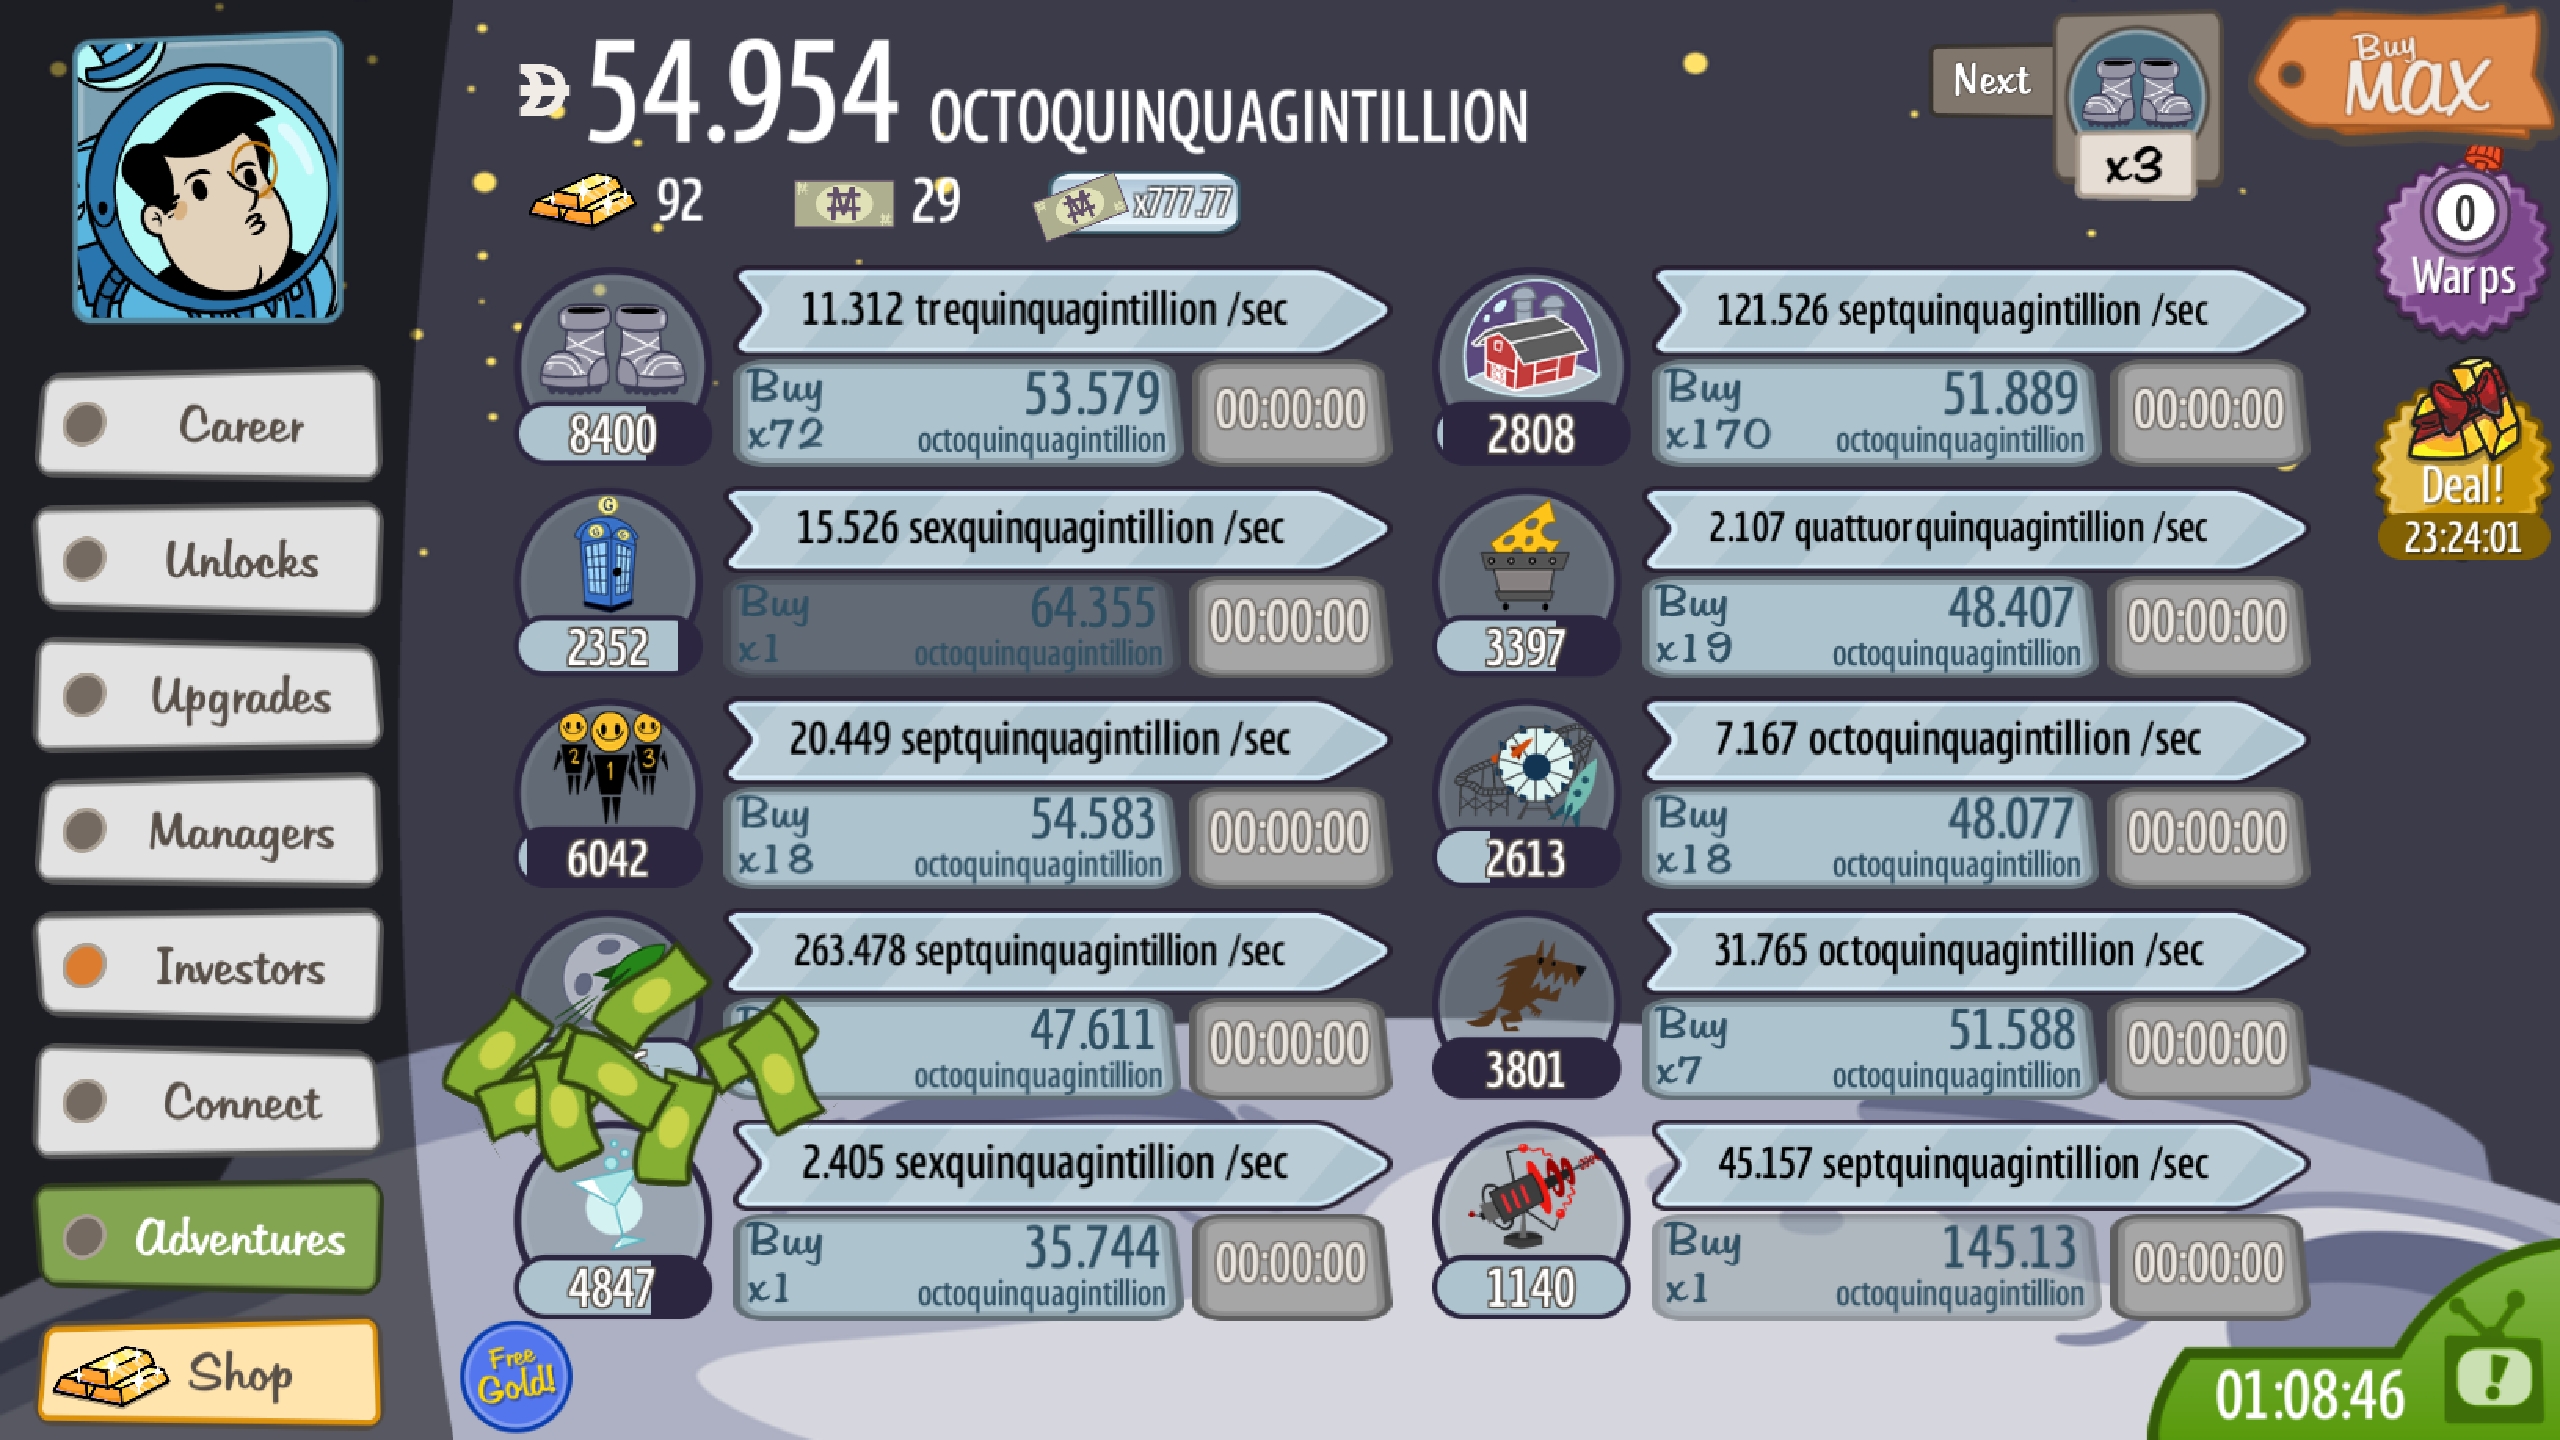 54.954 OCTOQUINQUAGINTILLION
92 29 x777.77
Next
x3
Buy
MAX
0
Warps
Deal!
23:24:01
Career
Unlocks
Upgrades
Managers
Investors
Connect
Adventures
Shop
11.312 trequinquagintillion /sec
Buy 53.579
x72 octoquinquagintillion
00:00:00
8400
121.526 septquinquagintillion /sec
Buy 51.889
x170 octoquinquagintillion
00:00:00
2808
G
15.526 sexquinquagintillion /sec
Buy 64.355
x1 octoquinquagintillion
00:00:00
2352
2.107 quattuorquinquagintillion /sec
Buy 48.407
x19 octoquinquagintillion
00:00:00
3397
2 1 3
20.449 septquinquagintillion /sec
Buy 54.583
x18 octoquinquagintillion
00:00:00
6042
7.167 octoquinquagintillion /sec
Buy 48.077
x18 octoquinquagintillion
00:00:00
2613
263.478 septquinquagintillion /sec
47.611
octoquinquagintillion
00:00:00
31.765 octoquinquagintillion /sec
Buy 51.588
x7 octoquinquagintillion
00:00:00
3801
2.405 sexquinquagintillion /sec
Buy 35.744
x1 octoquinquagintillion
00:00:00
4847
45.157 septquinquagintillion /sec
Buy 145.13
x1 octoquinquagintillion
00:00:00
1140
Free
Gold!
01:08:46
!